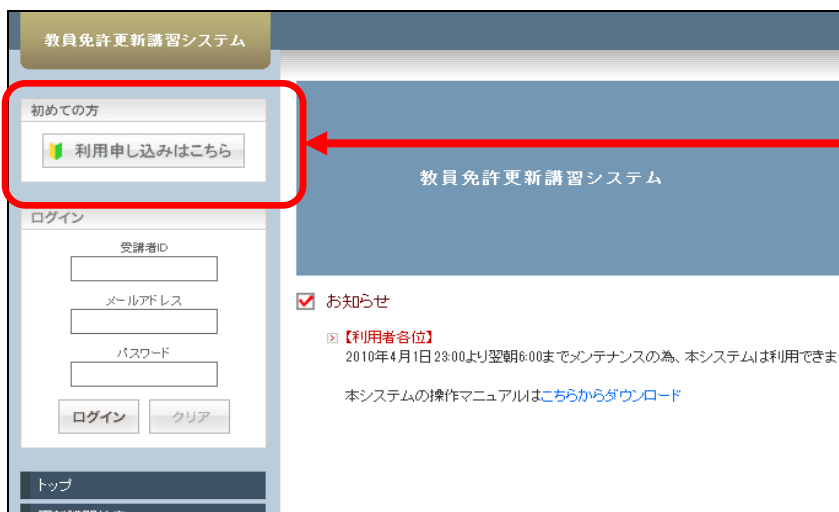 教員免許更新講習システム
初めての方
利用申し込みはこちら
ログイン
受講者ID
メールアドレス
パスワード
ログイン
クリア
トップ
教員免許更新講習システム
お知らせ
【利用者各位】
2010年4月1日23:00より翌朝6:00までメンテナンスの為、本システムは利用できま
本システムの操作マニュアルはこちらからダウンロード